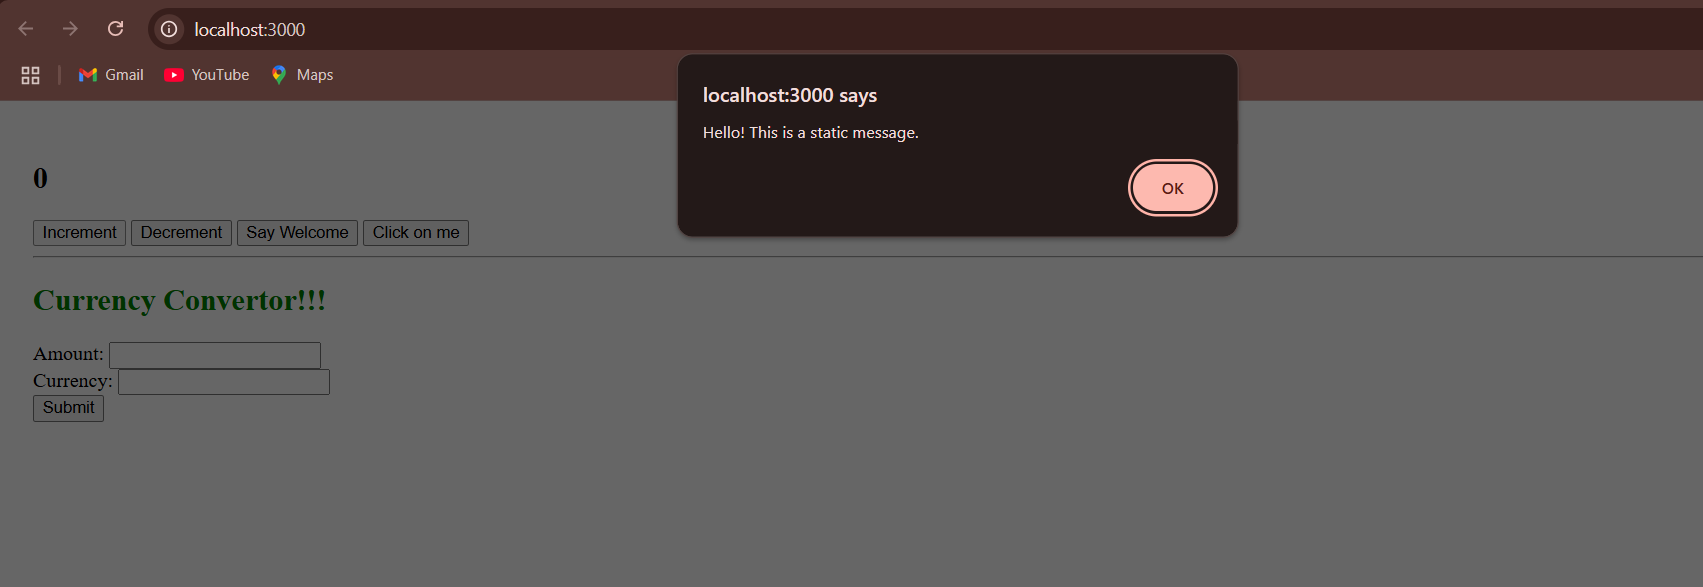 localhost:3000
Gmail YouTube Maps
localhost:3000 says
Hello! This is a static message.
OK
0
Increment Decrement Say Welcome Click on me
Currency Convertor!!!
Amount:
Currency:
Submit